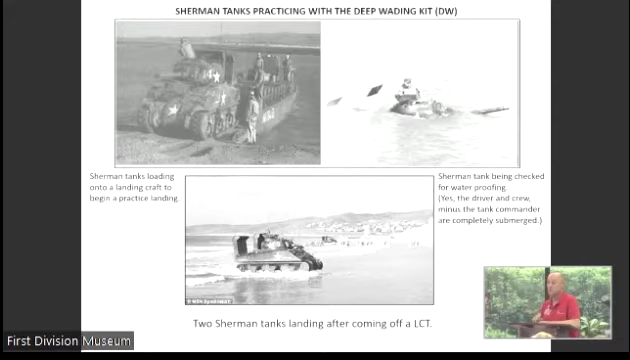 SHERMAN TANKS PRACTICING WITH THE DEEP WADING KIT (DW)
Sherman tanks loading
onto a landing craft to
begin a practice landing
Sherman tank being checked
for water proofing.
(Yes, the driver and crew,
minus the tank commander
are completely submerged.)
Two Sherman tanks landing after coming off a LCT.
First Division Museum